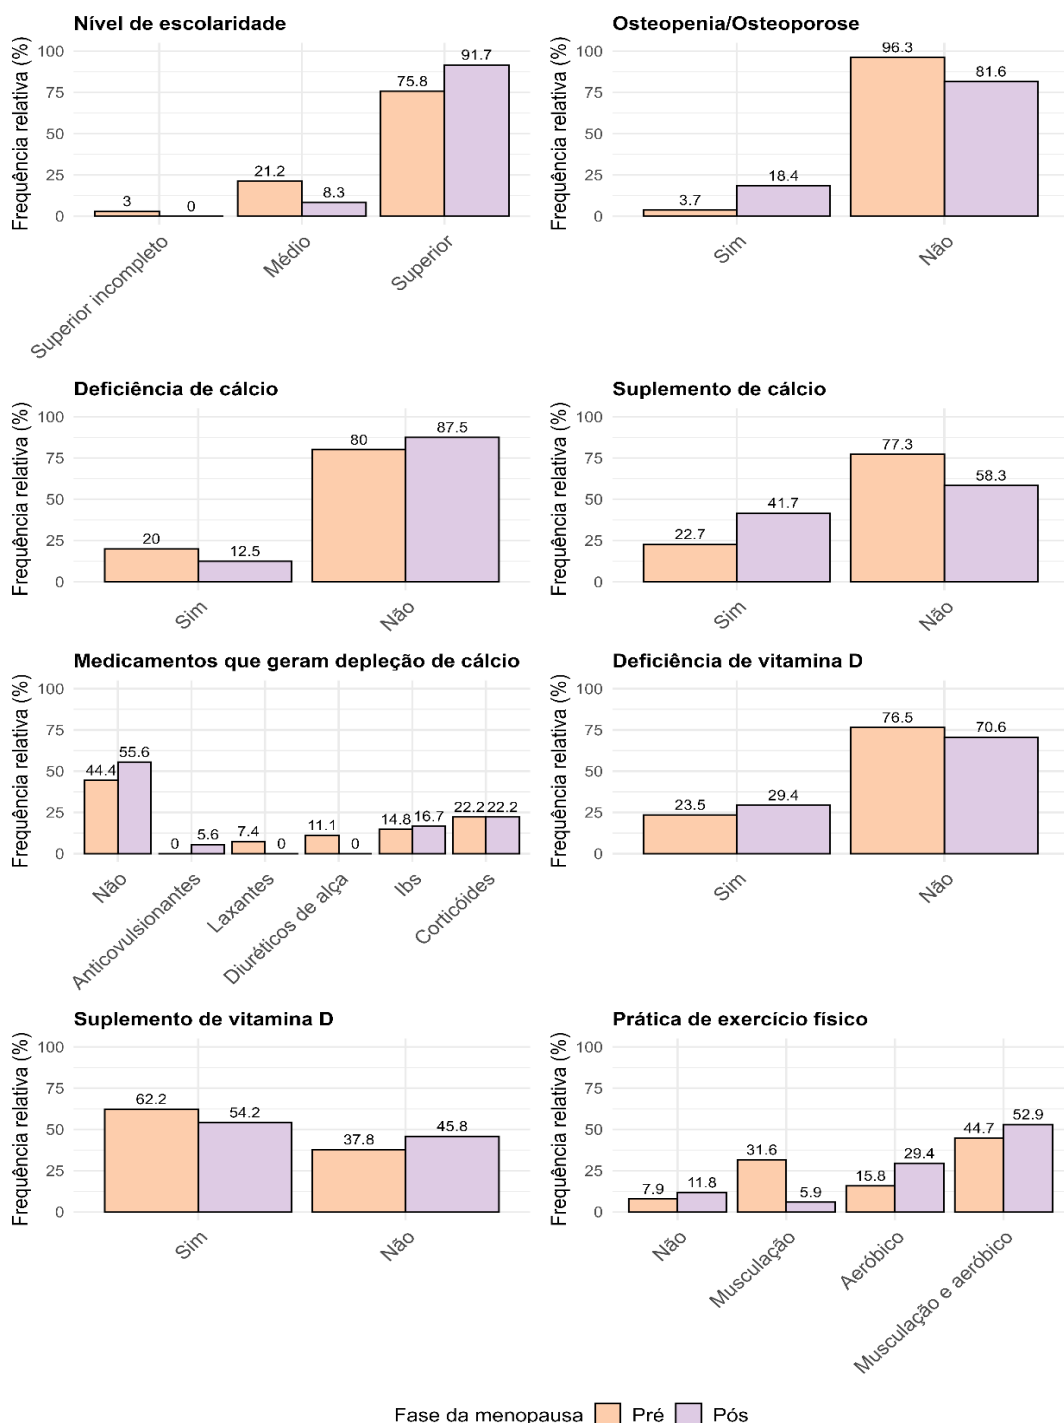 Nível de escolaridade
Frequência relativa (%)
100
75
50
25
0
3
0
21.2
8.3
75.8
91.7
Superior incompleto
Médio
Superior
Osteopenia/Osteoporose
Frequência relativa (%)
100
75
50
25
0
3.7
18.4
96.3
81.6
Sim
Não
Deficiência de cálcio
Frequência relativa (%)
100
75
50
25
0
20
12.5
80
87.5
Sim
Não
Suplemento de cálcio
Frequência relativa (%)
100
75
50
25
0
22.7
41.7
77.3
58.3
Sim
Não
Medicamentos que geram depleção de cálcio
Frequência relativa (%)
100
75
50
25
0
44.4
55.6
0
5.6
7.4
0
11.1
0
14.8
16.7
22.2
22.2
Não
Anticovulsionantes
Laxantes
Diuréticos de alça
Ibs
Corticóides
Deficiência de vitamina D
Frequência relativa (%)
100
75
50
25
0
23.5
29.4
76.5
70.6
Sim
Não
Suplemento de vitamina D
Frequência relativa (%)
100
75
50
25
0
62.2
54.2
37.8
45.8
Sim
Não
Prática de exercício físico
Frequência relativa (%)
100
75
50
25
0
7.9
11.8
31.6
5.9
15.8
29.4
44.7
52.9
Não
Musculação
Aeróbico
Musculação e aeróbico
Fase da menopausa Pré Pós